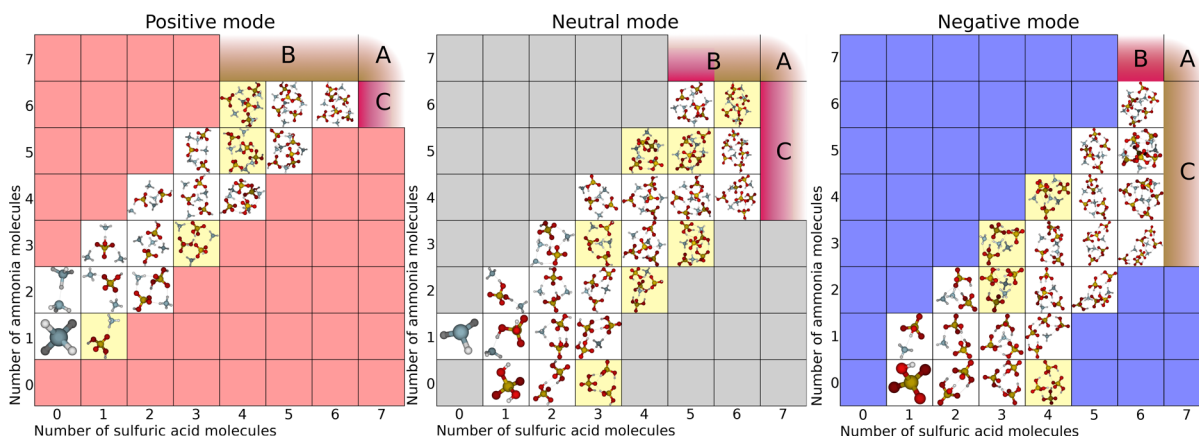 Positive mode
Neutral mode
Negative mode
Number of ammonia molecules
7
6
5
4
3
2
1
0
B
A
C
0 1 2 3 4 5 6 7
Number of sulfuric acid molecules
Number of ammonia molecules
7
6
5
4
3
2
1
0
B
A
C
0 1 2 3 4 5 6 7
Number of sulfuric acid molecules
Number of ammonia molecules
7
6
5
4
3
2
1
0
B
A
C
0 1 2 3 4 5 6 7
Number of sulfuric acid molecules